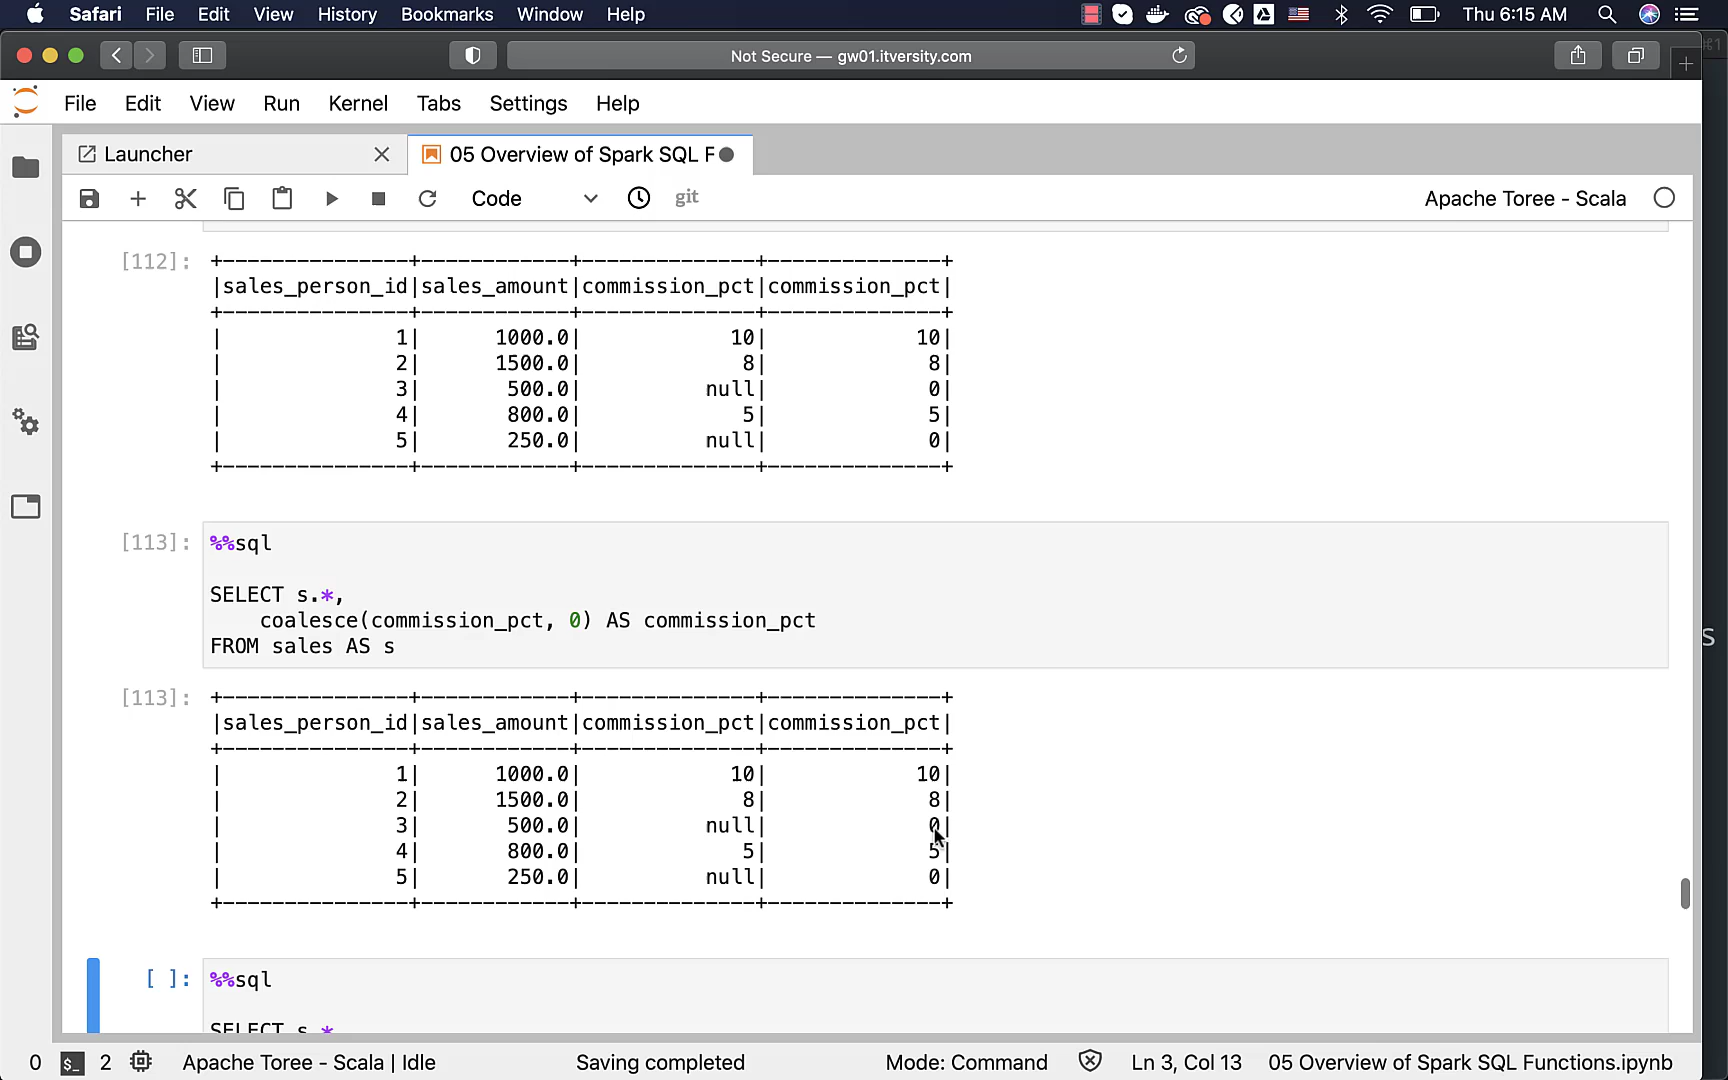 Safari File Edit View History Bookmarks Window Help Thu 6:15 AM
Not Secure — gw01.itversity.com
File Edit View Run Kernel Tabs Settings Help
Launcher 05 Overview of Spark SQL F
Code git Apache Toree - Scala
[112]: +---------------+------------+--------------+--------------+
|sales_person_id|sales_amount|commission_pct|commission_pct|
+---------------+------------+--------------+--------------+
|              1|      1000.0|            10|            10|
|              2|      1500.0|             8|             8|
|              3|       500.0|          null|             0|
|              4|       800.0|             5|             5|
|              5|       250.0|          null|             0|
+---------------+------------+--------------+--------------+
[113]: %%sql
SELECT s.*,
    coalesce(commission_pct, 0) AS commission_pct
FROM sales AS s
[113]: +---------------+------------+--------------+--------------+
|sales_person_id|sales_amount|commission_pct|commission_pct|
+---------------+------------+--------------+--------------+
|              1|      1000.0|            10|            10|
|              2|      1500.0|             8|             8|
|              3|       500.0|          null|             0|
|              4|       800.0|             5|             5|
|              5|       250.0|          null|             0|
+---------------+------------+--------------+--------------+
[ ]: %%sql
SELECT s.*
0 $_ 2 Apache Toree - Scala | Idle Saving completed Mode: Command Ln 3, Col 13 05 Overview of Spark SQL Functions.ipynb